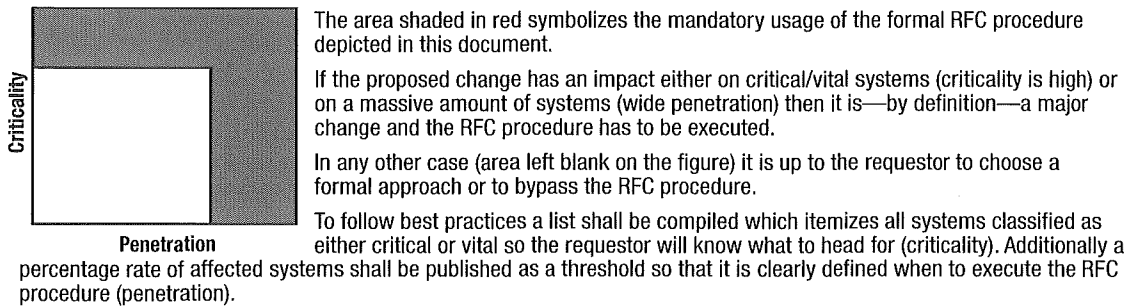 The area shaded in red symbolizes the mandatory usage of the formal RFC procedure
depicted in this document.
If the proposed change has an impact either on critical/vital systems (criticality is high) or
on a massive amount of systems (wide penetration) then it is—by definition—a major
change and the RFC procedure has to be executed.
In any other case (area left blank on the figure) it is up to the requestor to choose a
formal approach or to bypass the RFC procedure.
To follow best practices a list shall be compiled which itemizes all systems classified as
either critical or vital so the requestor will know what to head for (criticality). Additionally a
percentage rate of affected systems shall be published as a threshold so that it is clearly defined when to execute the RFC
procedure (penetration).
Criticality
Penetration